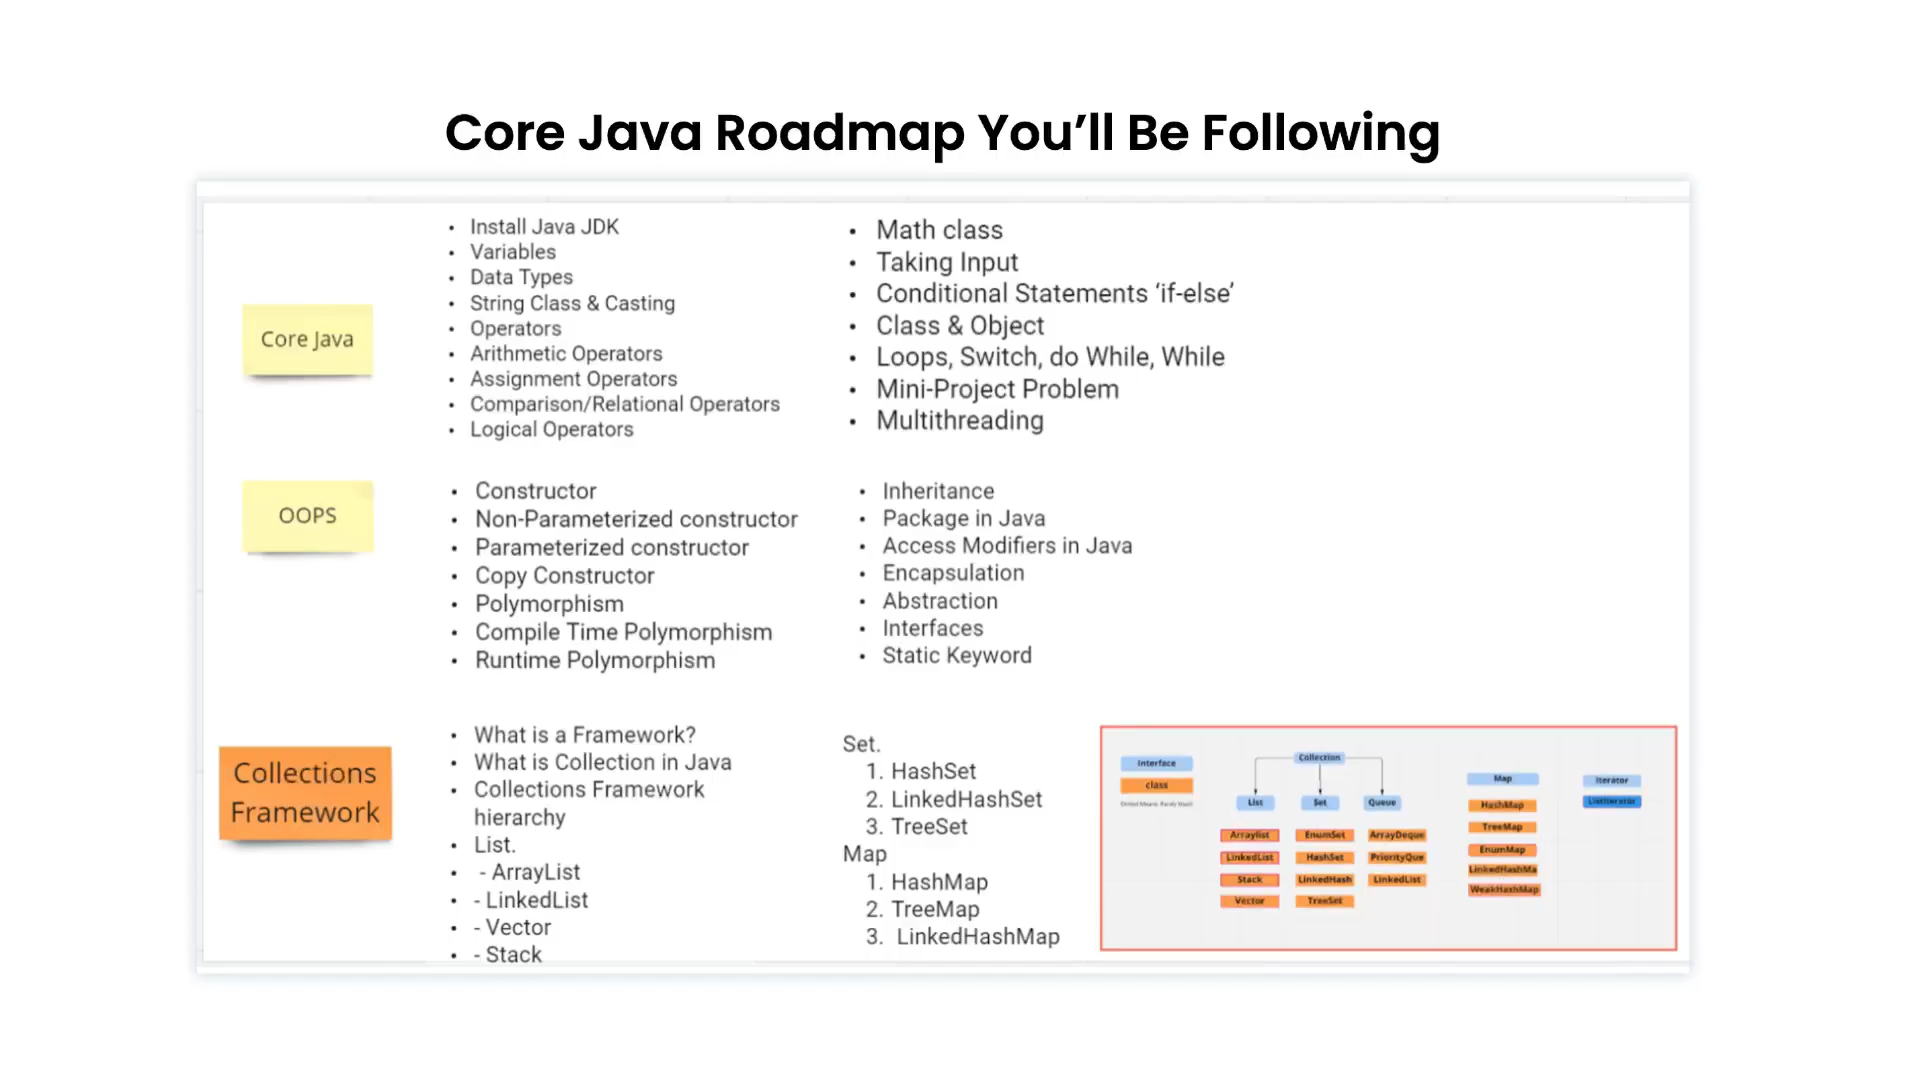 Core Java Roadmap You’ll Be Following
Core Java
• Install Java JDK
• Variables
• Data Types
• String Class & Casting
• Operators
• Arithmetic Operators
• Assignment Operators
• Comparison/Relational Operators
• Logical Operators
• Math class
• Taking Input
• Conditional Statements ‘if-else’
• Class & Object
• Loops, Switch, do While, While
• Mini-Project Problem
• Multithreading
OOPS
• Constructor
• Non-Parameterized constructor
• Parameterized constructor
• Copy Constructor
• Polymorphism
• Compile Time Polymorphism
• Runtime Polymorphism
• Inheritance
• Package in Java
• Access Modifiers in Java
• Encapsulation
• Abstraction
• Interfaces
• Static Keyword
Collections
Framework
• What is a Framework?
• What is Collection in Java
• Collections Framework
hierarchy
• List.
• - ArrayList
• - LinkedList
• - Vector
• - Stack
Set.
1. HashSet
2. LinkedHashSet
3. TreeSet
Map
1. HashMap
2. TreeMap
3. LinkedHashMap
Interface
class
Collection
List
Set
Queue
Arraylist
LinkedList
Stack
Vector
EnumSet
HashSet
LinkedHash
TreeSet
ArrayDeque
PriorityQue
LinkedList
Map
HashMap
TreeMap
EnumMap
LinkedHashMa
WeakHashMap
Iterator
ListIterator